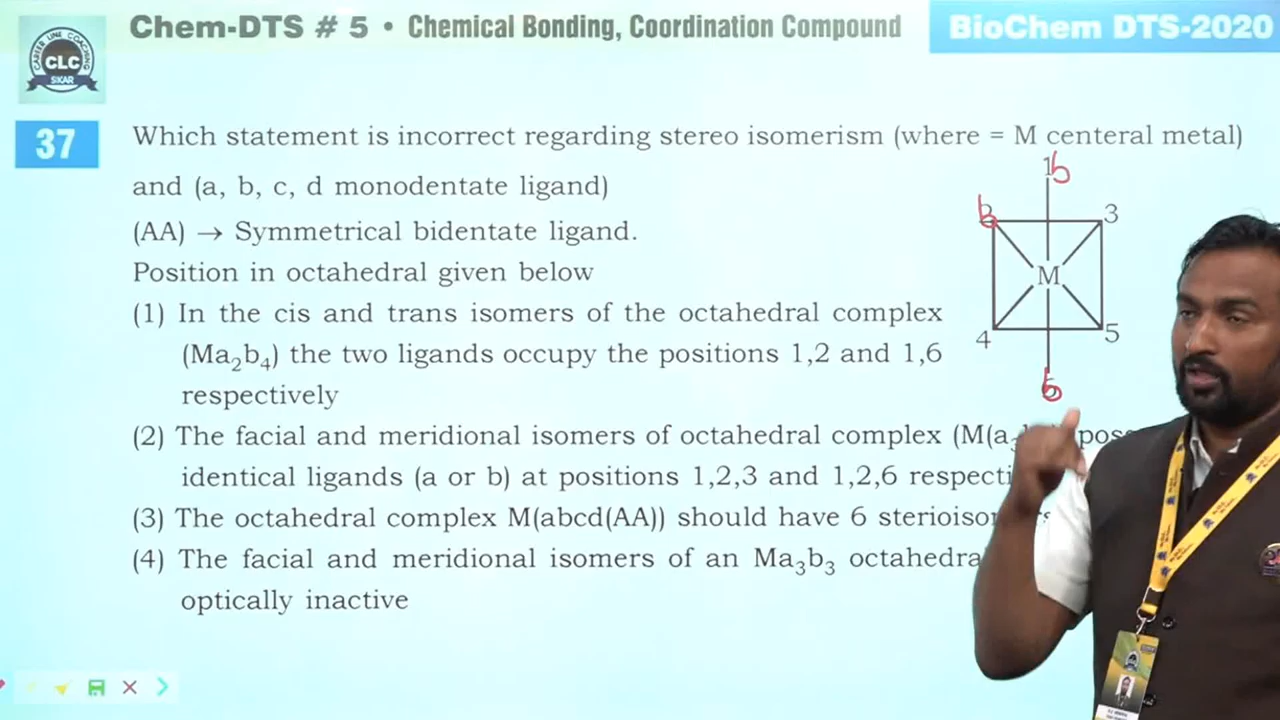 Chem-DTS # 5 • Chemical Bonding, Coordination Compound
BioChem DTS-2020
CAREER LINE COACHING
CLC
SIKAR
37
Which statement is incorrect regarding stereo isomerism (where = M centeral metal)
and (a, b, c, d monodentate ligand)
(AA) → Symmetrical bidentate ligand.
Position in octahedral given below
(1) In the cis and trans isomers of the octahedral complex
(Ma₂b₄) the two ligands occupy the positions 1,2 and 1,6
respectively
(2) The facial and meridional isomers of octahedral complex (M(a₃
identical ligands (a or b) at positions 1,2,3 and 1,2,6
(3) The octahedral complex M(abcd(AA)) should have 6
(4) The facial and meridional isomers of an Ma₃b₃
optically inactive
1 b
b 3
M
4 5
b